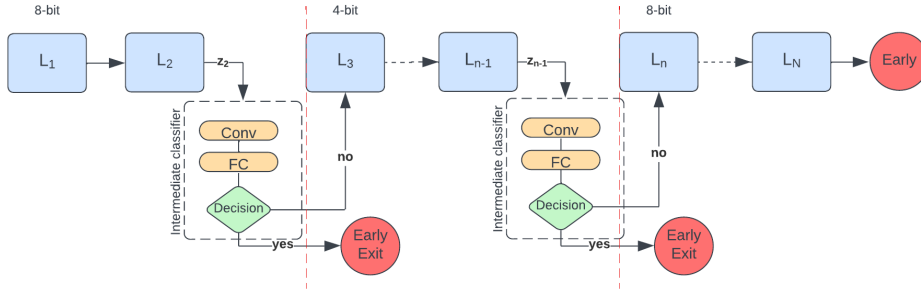 8-bit
4-bit
8-bit
L1
L2
z2
L3
Ln-1
zn-1
Ln
LN
Early
Intermediate classifier
Conv
FC
Decision
no
yes
Early
Exit
Intermediate classifier
Conv
FC
Decision
no
yes
Early
Exit